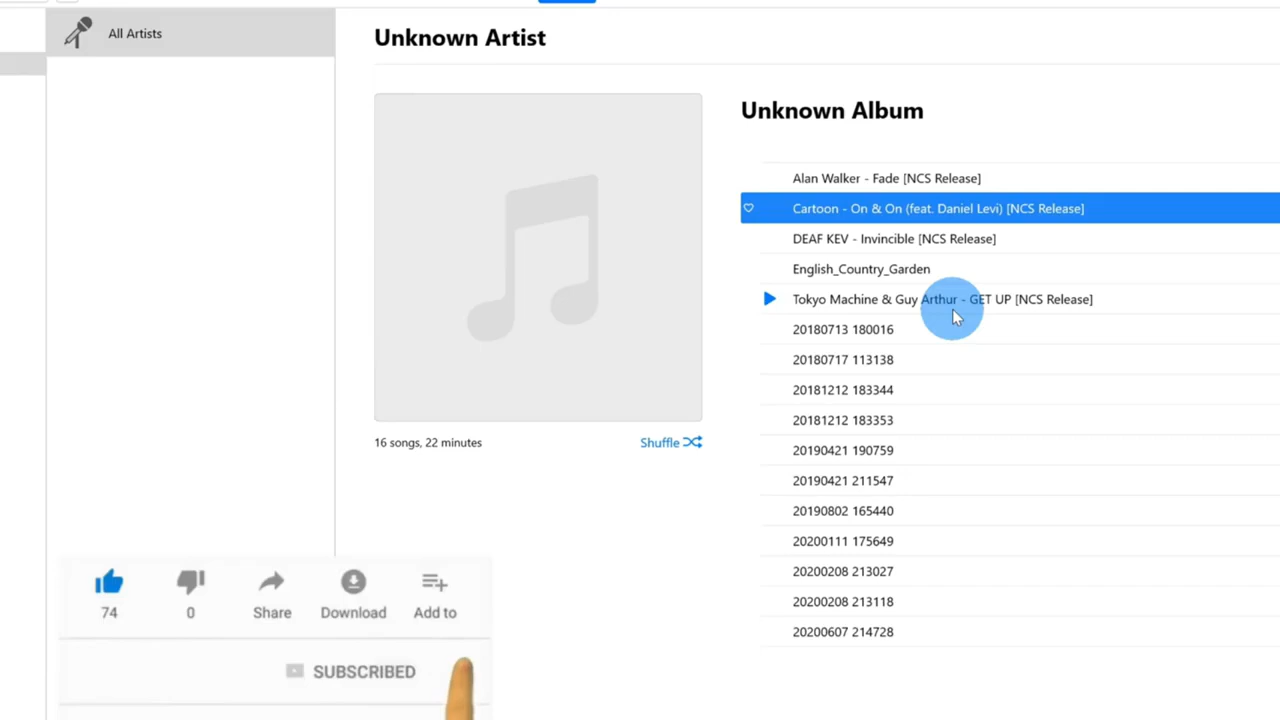 All Artists
Unknown Artist
Unknown Album
Alan Walker - Fade [NCS Release]
Cartoon - On & On (feat. Daniel Levi) [NCS Release]
DEAF KEV - Invincible [NCS Release]
English_Country_Garden
Tokyo Machine & Guy Arthur - GET UP [NCS Release]
20180713 180016
20180717 113138
20181212 183344
20181212 183353
20190421 190759
20190421 211547
20190802 165440
20200111 175649
20200208 213027
20200208 213118
20200607 214728
16 songs, 22 minutes
Shuffle
74
0
Share
Download
Add to
SUBSCRIBED